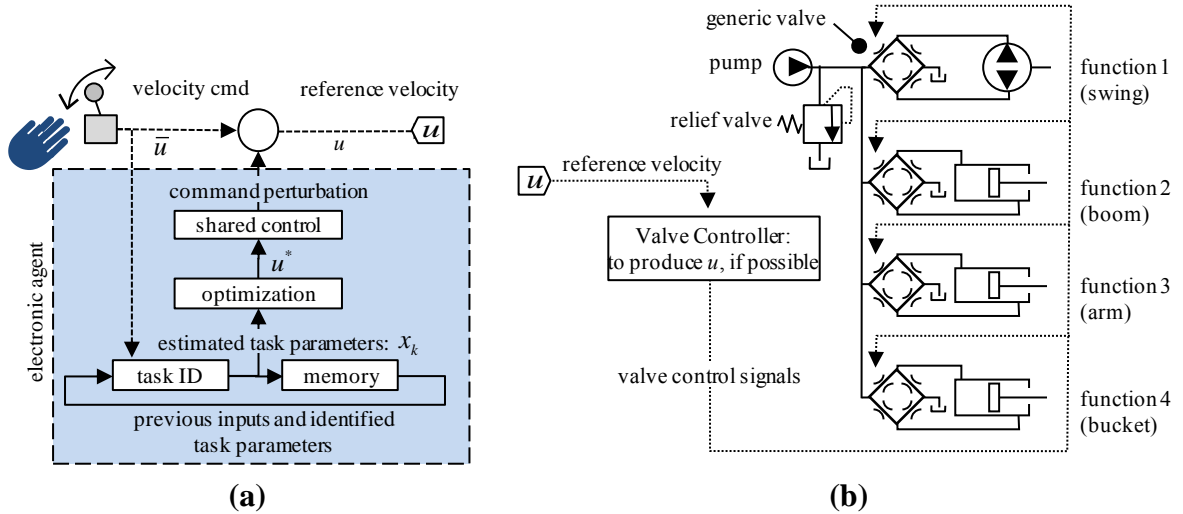 velocity cmd
reference velocity
u̅
u
u
command perturbation
shared control
u*
optimization
estimated task parameters: x_k
task ID
memory
previous inputs and identified
task parameters
electronic agent
(a)
generic valve
pump
relief valve
u
reference velocity
Valve Controller:
to produce u, if possible
valve control signals
function 1
(swing)
function 2
(boom)
function 3
(arm)
function 4
(bucket)
(b)